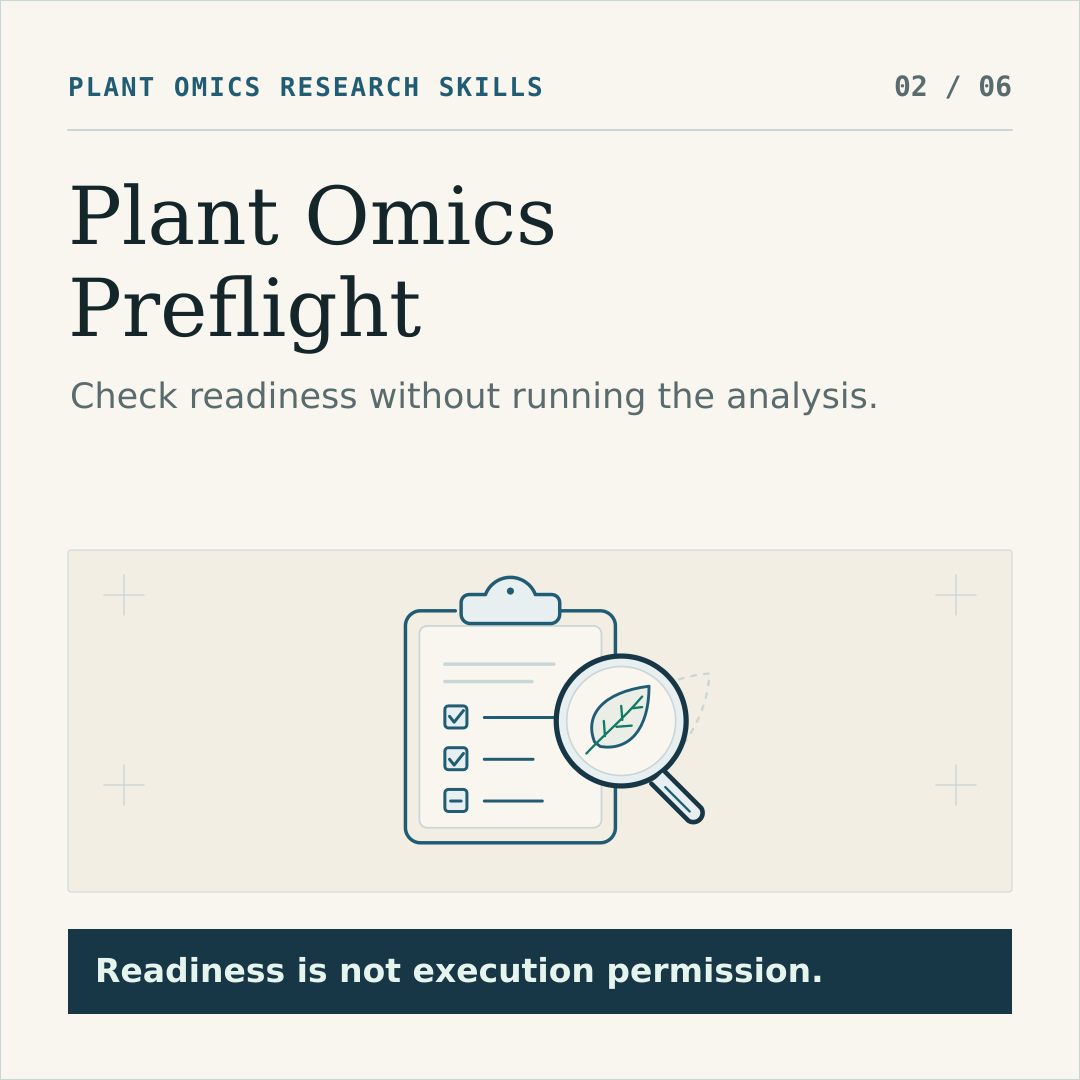 PLANT OMICS RESEARCH SKILLS
02 / 06
Plant Omics
Preflight
Check readiness without running the analysis.
Readiness is not execution permission.